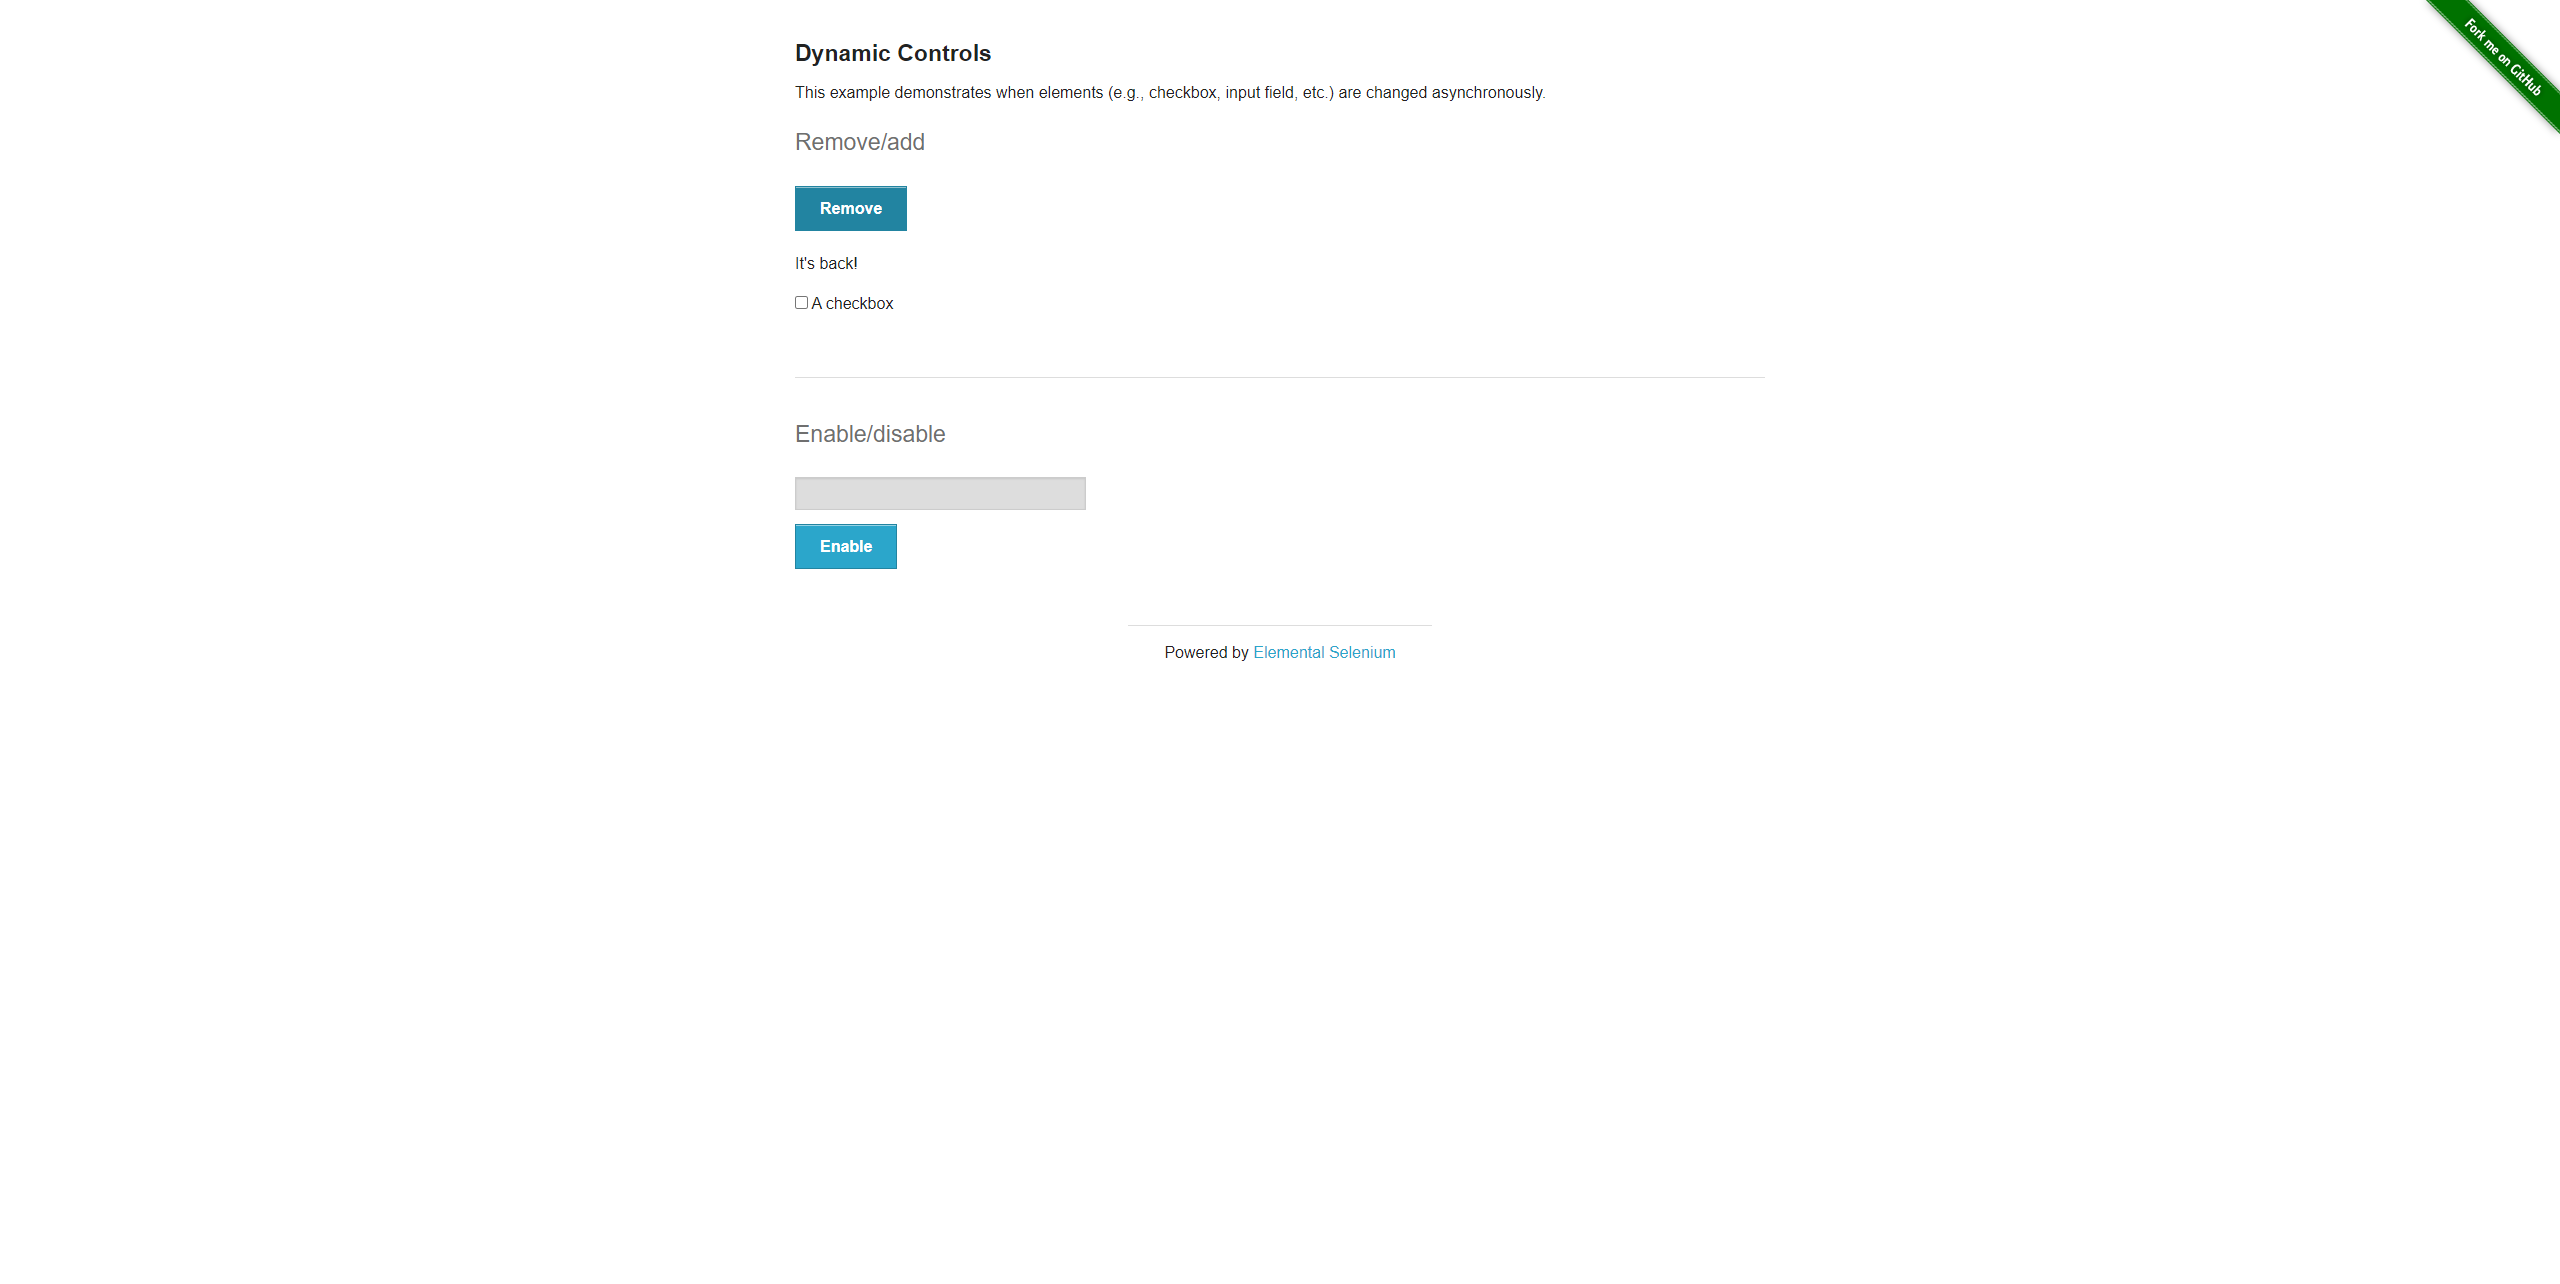 Fork me on GitHub
Dynamic Controls
This example demonstrates when elements (e.g., checkbox, input field, etc.) are changed asynchronously.
Remove/add
Remove
It's back!
A checkbox
Enable/disable
Enable
Powered by Elemental Selenium